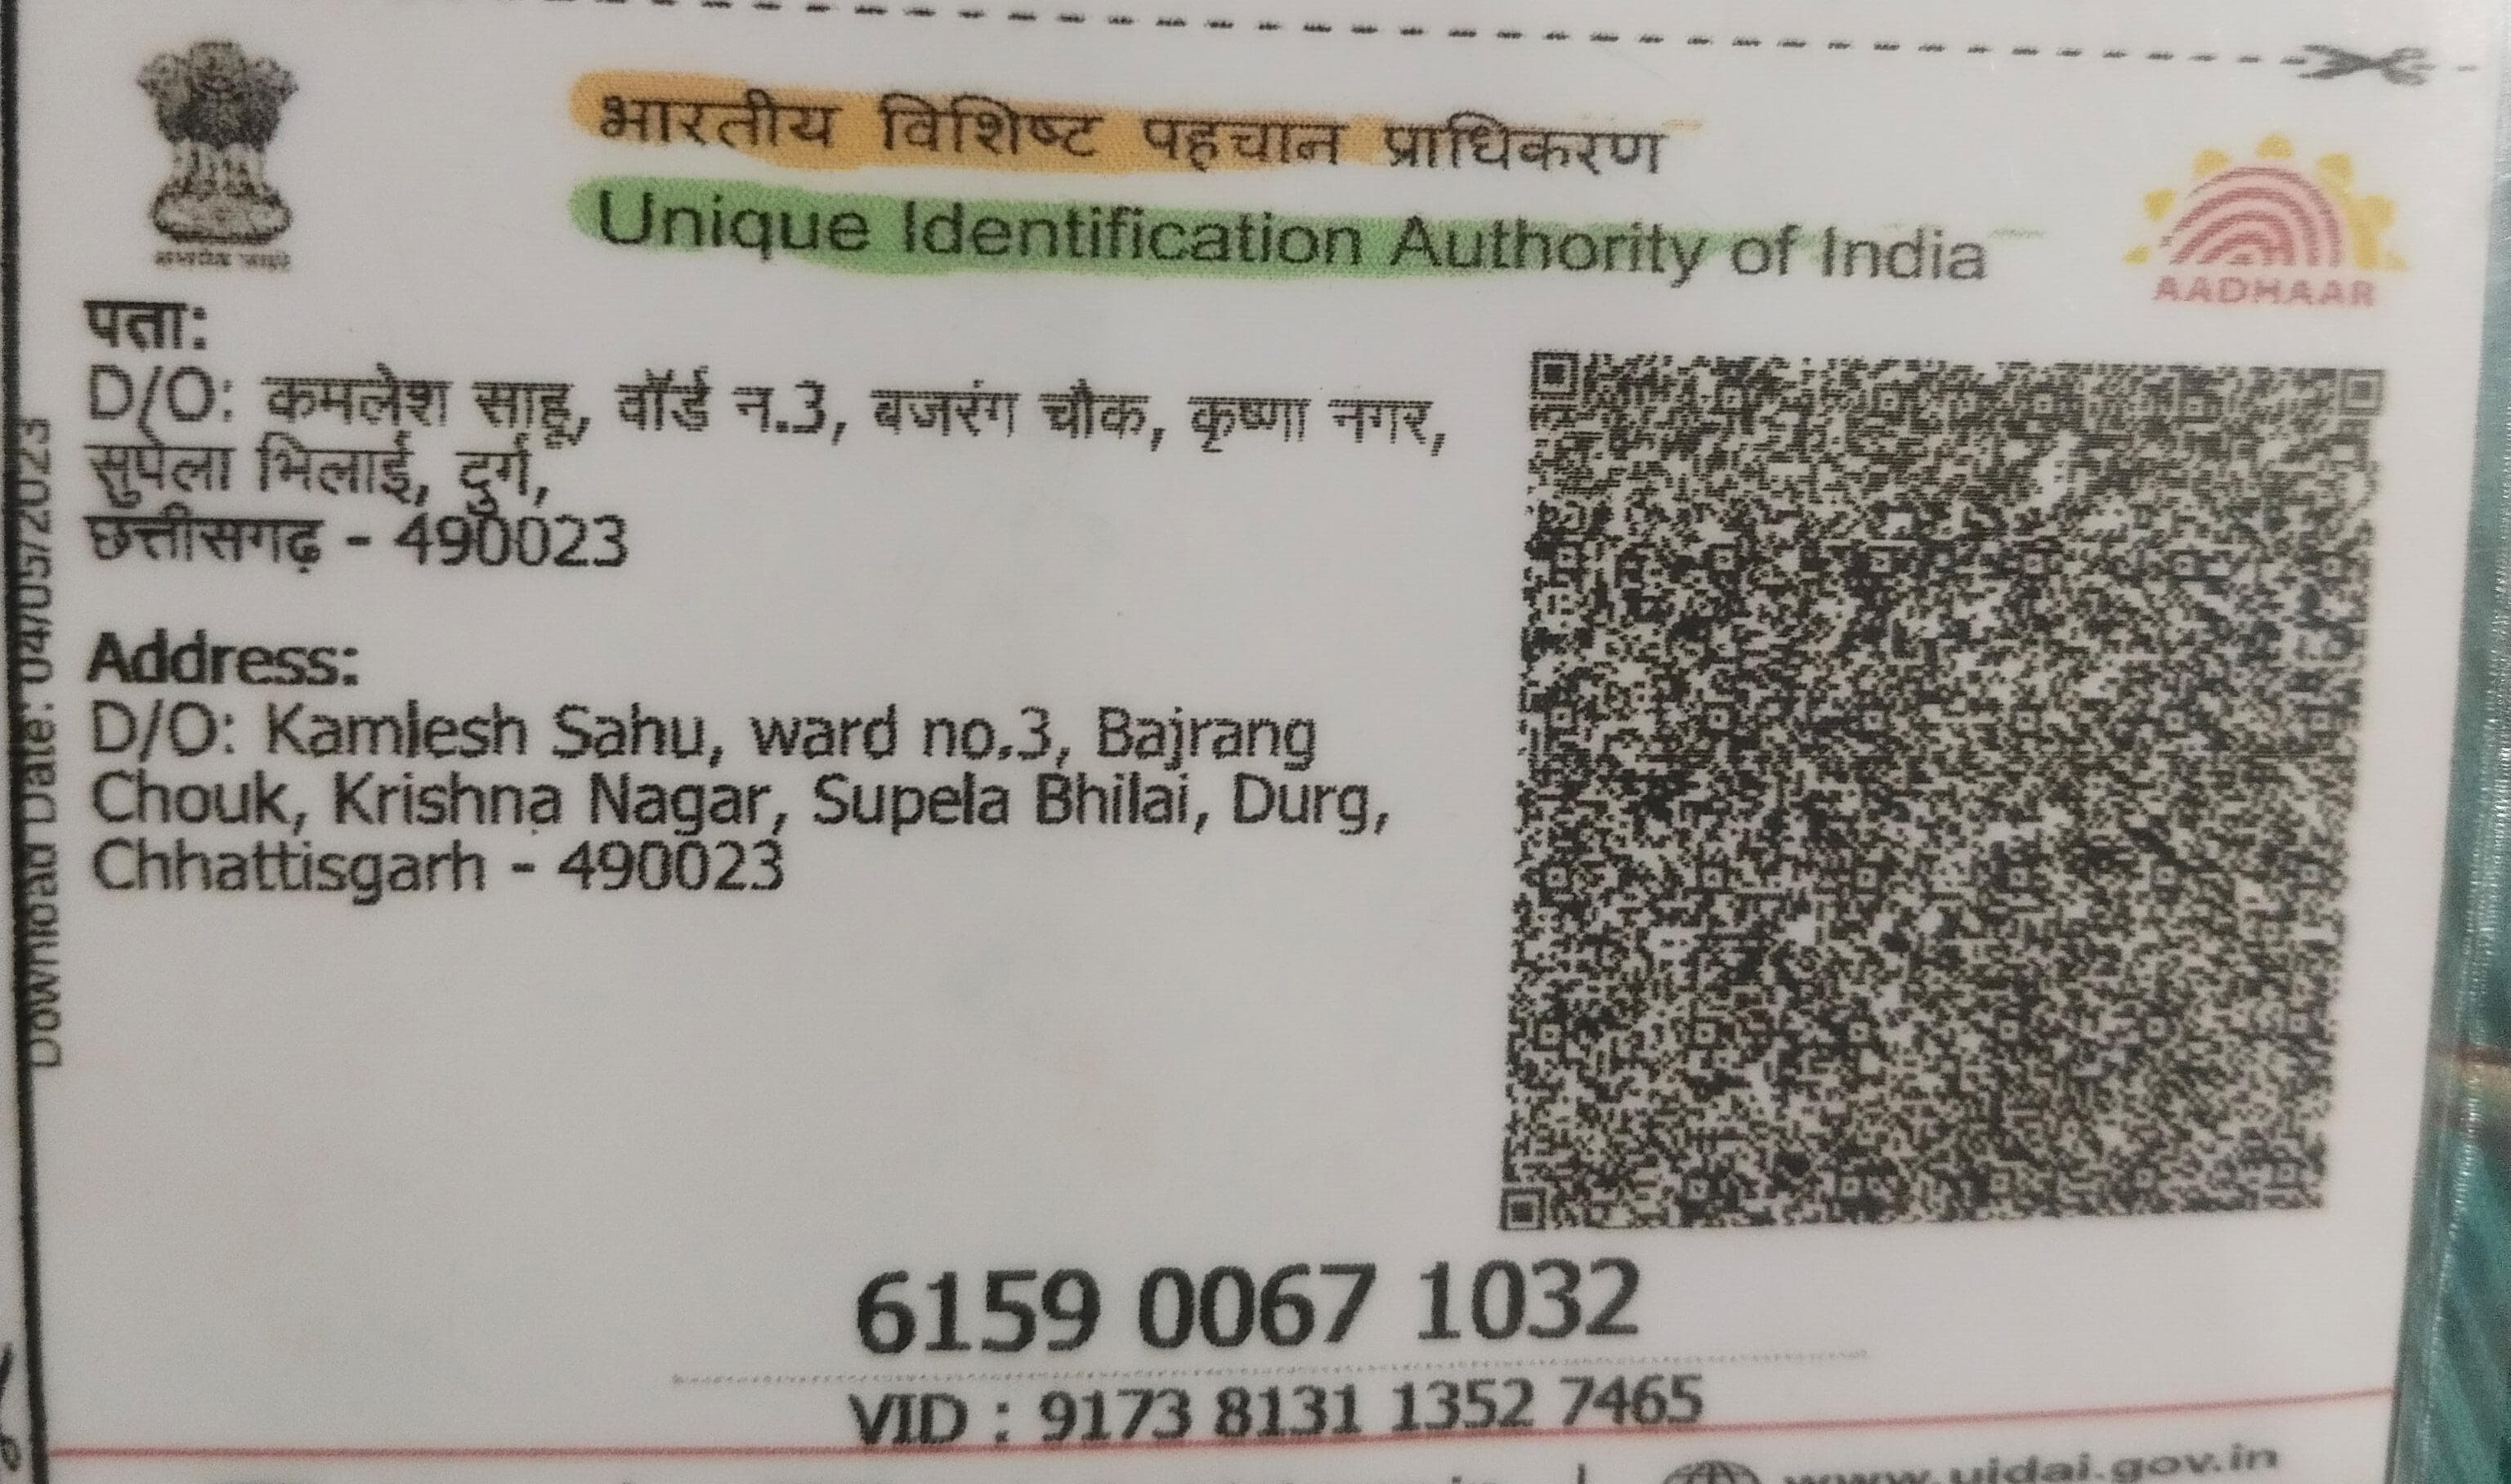 भारतीय विशिष्ट पहचान प्राधिकरण
Unique Identification Authority of India
AADHAAR
पता:
D/O: कमलेश साहू, वॉर्ड न.3, बजरंग चौक, कृष्णा नगर,
सुपेला भिलाई, दुर्ग,
छत्तीसगढ़ - 490023
Address:
D/O: Kamlesh Sahu, ward no.3, Bajrang
Chouk, Krishna Nagar, Supela Bhilai, Durg,
Chhattisgarh - 490023
Download Date: 04/05/2023
6159 0067 1032
VID : 9173 8131 1352 7465
www.uidai.gov.in